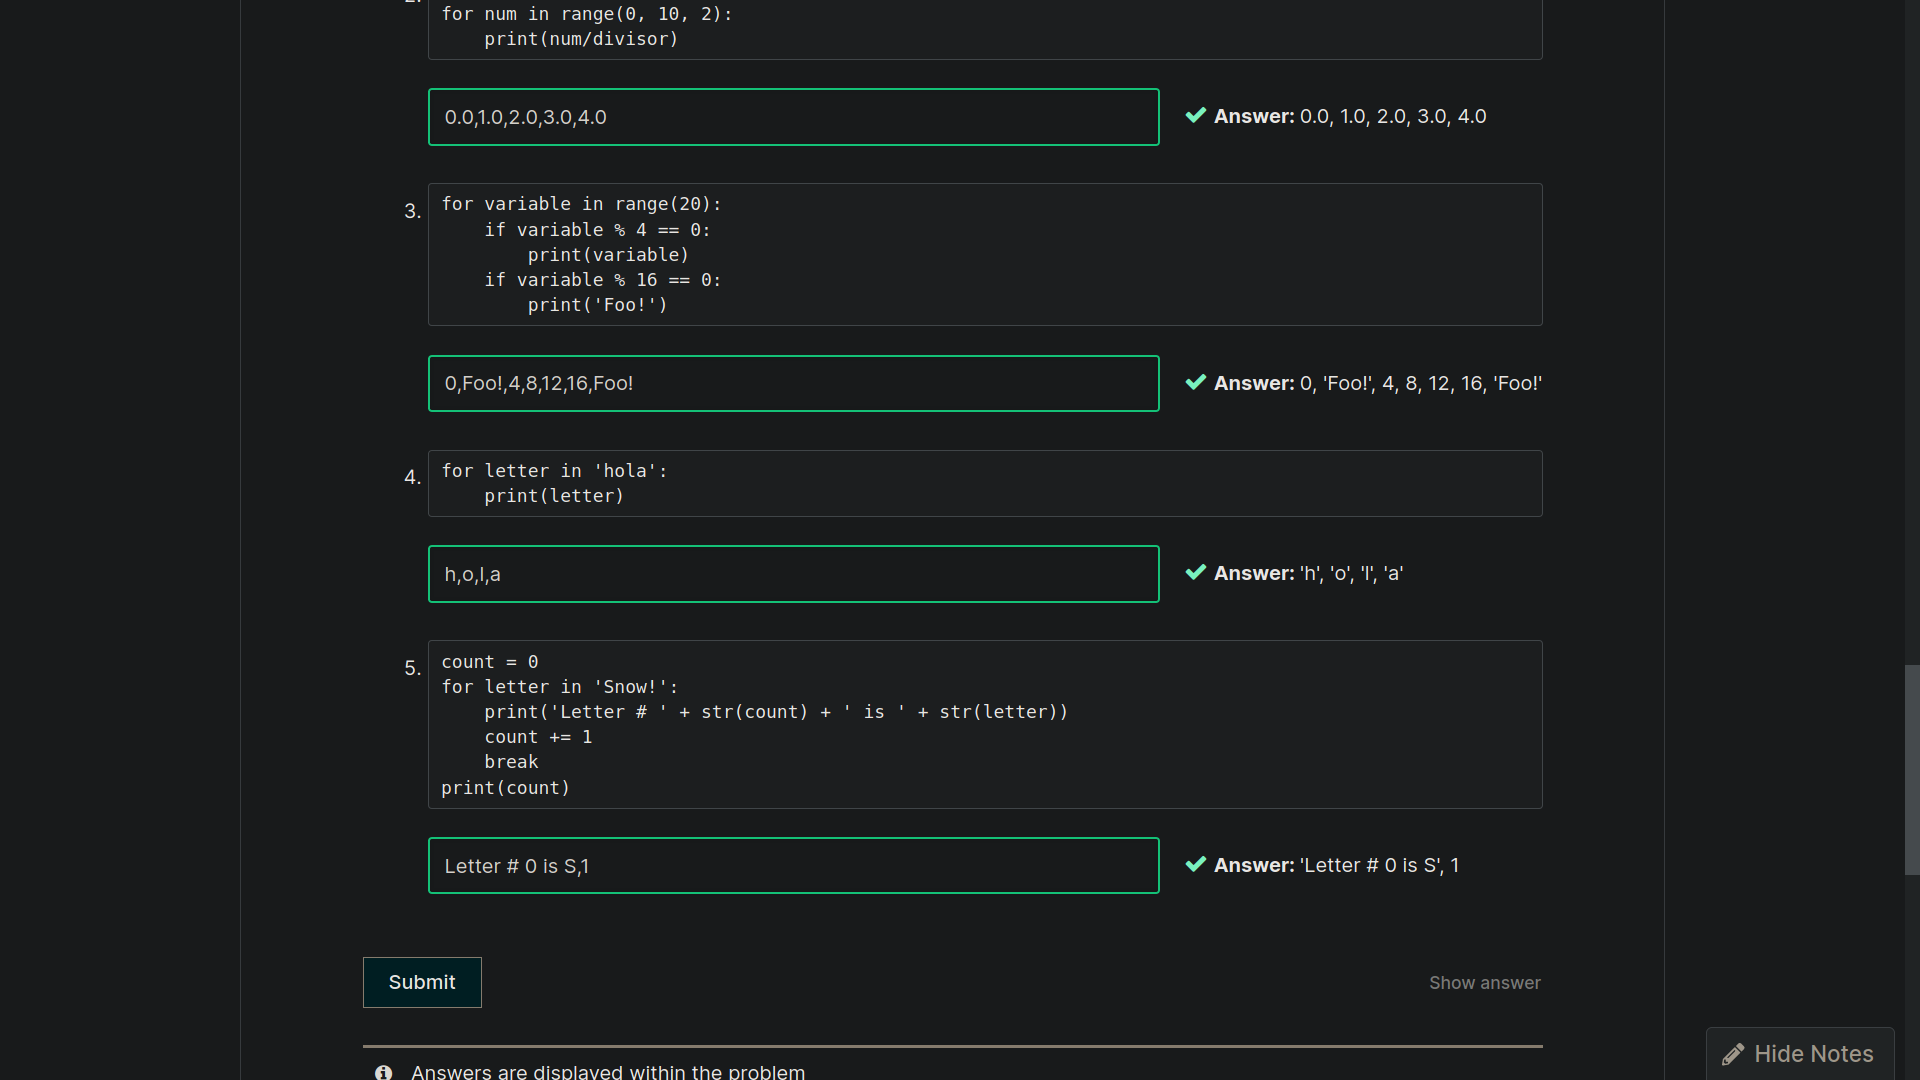 for num in range(0, 10, 2):
    print(num/divisor)
0.0,1.0,2.0,3.0,4.0
Answer: 0.0, 1.0, 2.0, 3.0, 4.0
3.
for variable in range(20):
    if variable % 4 == 0:
        print(variable)
    if variable % 16 == 0:
        print('Foo!')
0,Foo!,4,8,12,16,Foo!
Answer: 0, 'Foo!', 4, 8, 12, 16, 'Foo!'
4.
for letter in 'hola':
    print(letter)
h,o,l,a
Answer: 'h', 'o', 'l', 'a'
5.
count = 0
for letter in 'Snow!':
    print('Letter # ' + str(count) + ' is ' + str(letter))
    count += 1
    break
print(count)
Letter # 0 is S,1
Answer: 'Letter # 0 is S', 1
Submit
Show answer
Hide Notes
Answers are displayed within the problem